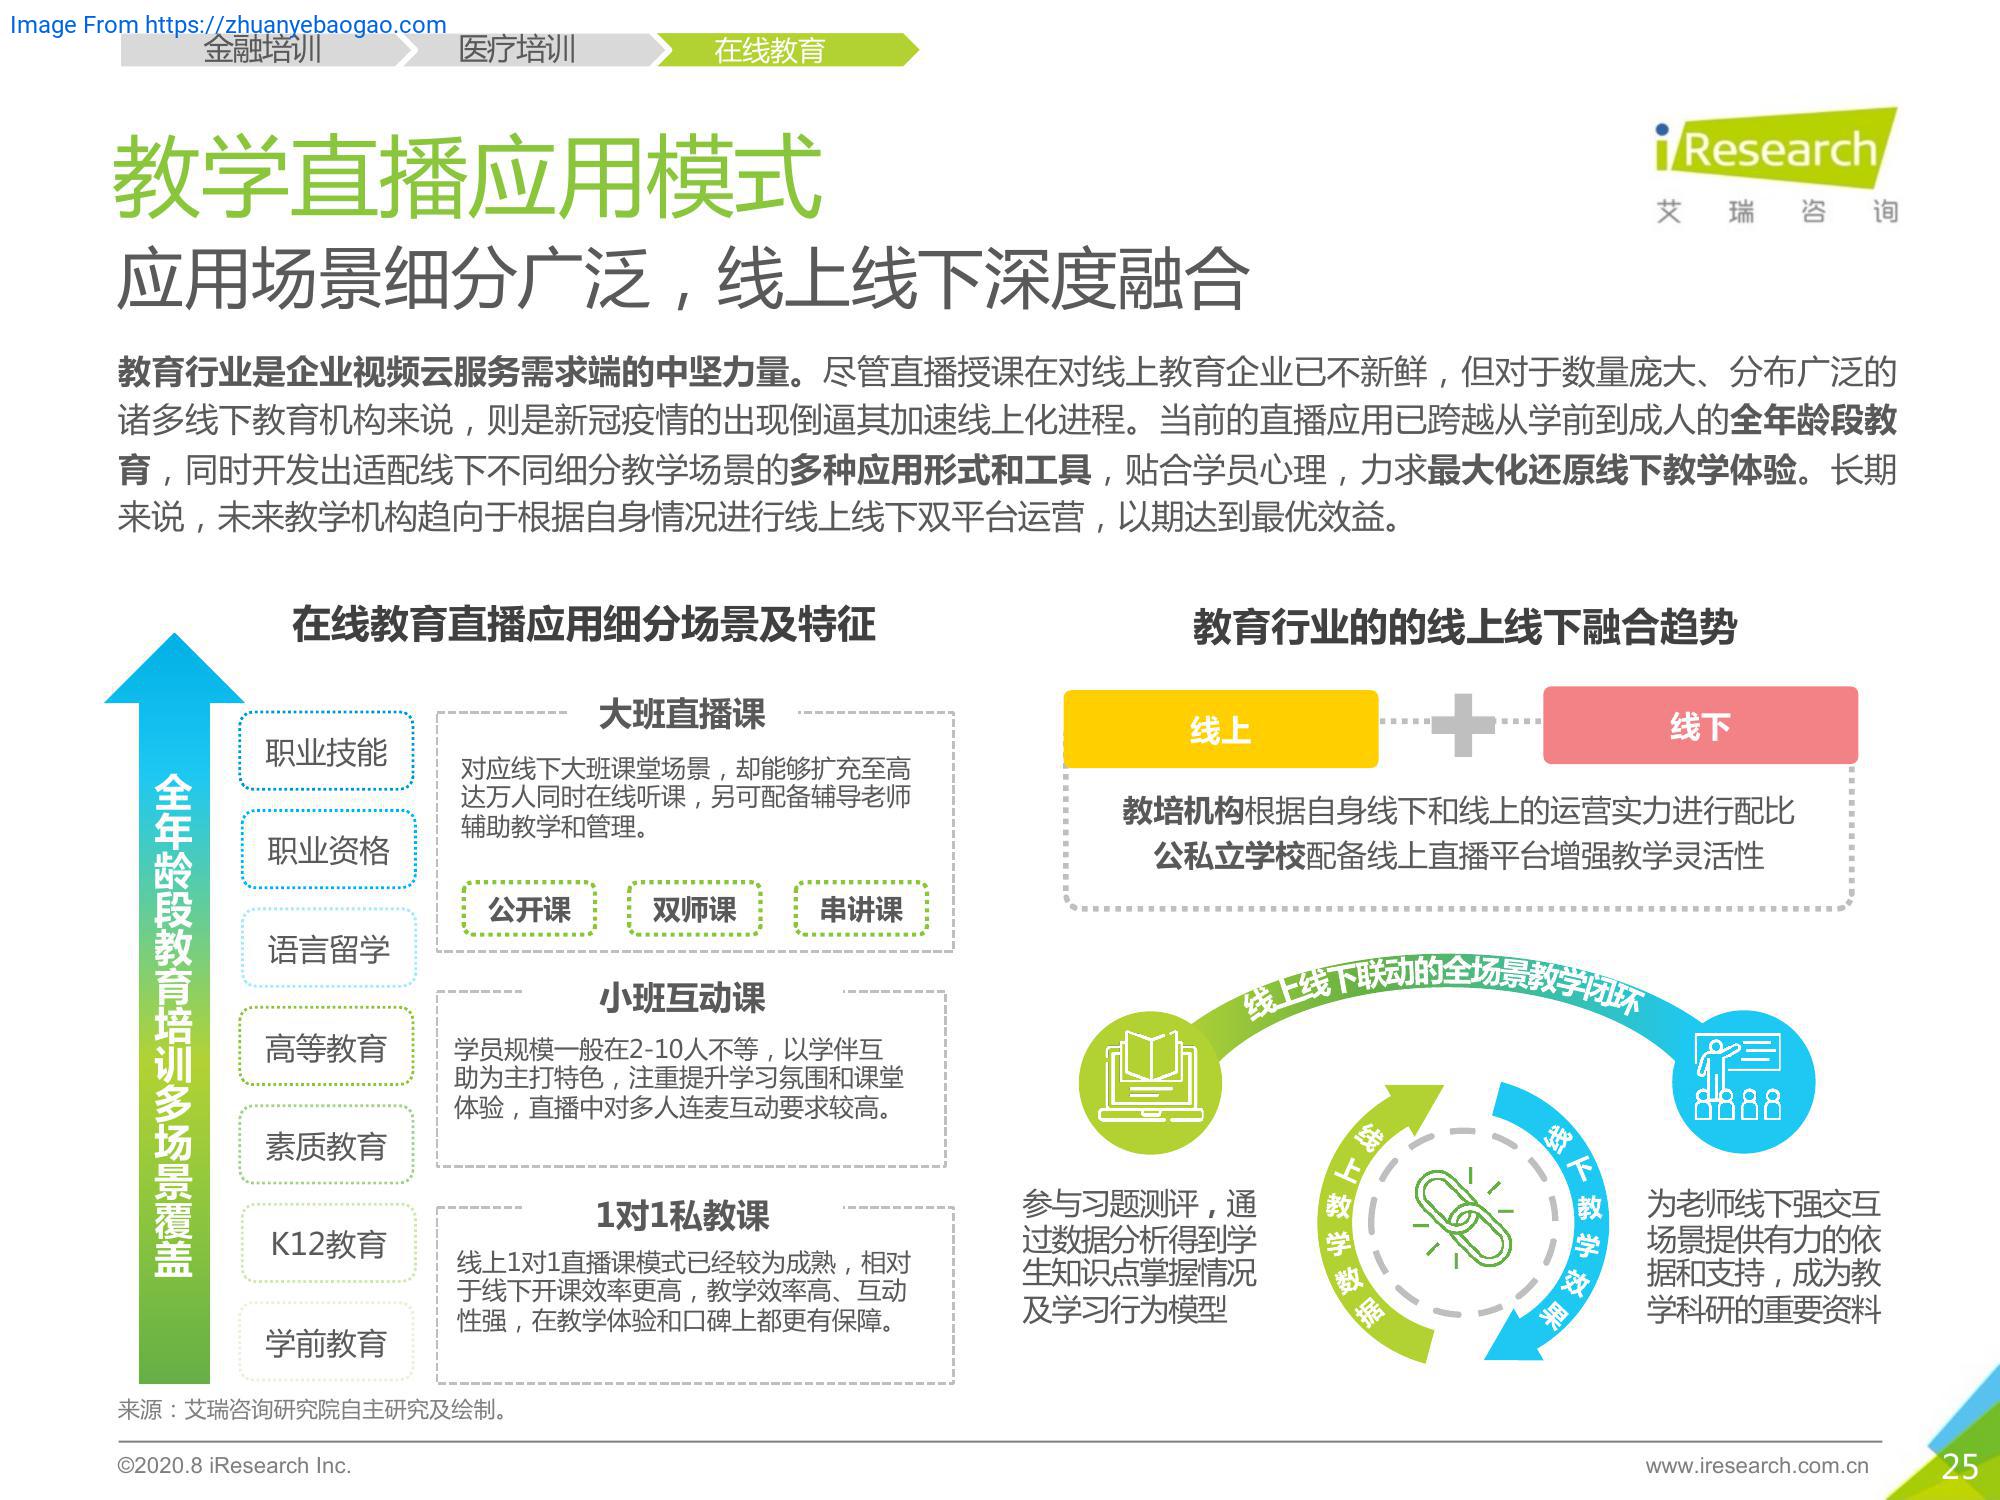 Image From https://zhuanyebaogao.com
金融培训
医疗培训
在线教育
iResearch
艾瑞咨询
教学直播应用模式
应用场景细分广泛，线上线下深度融合
教育行业是企业视频云服务需求端的中坚力量。尽管直播授课在对线上教育企业已不新鲜，但对于数量庞大、分布广泛的
诸多线下教育机构来说，则是新冠疫情的出现倒逼其加速线上化进程。当前的直播应用已跨越从学前到成人的全年龄段教
育，同时开发出适配线下不同细分教学场景的多种应用形式和工具，贴合学员心理，力求最大化还原线下教学体验。长期
来说，未来教学机构趋向于根据自身情况进行线上线下双平台运营，以期达到最优效益。
在线教育直播应用细分场景及特征
全年龄段教育培训多场景覆盖
职业技能
职业资格
语言留学
高等教育
素质教育
K12教育
学前教育
大班直播课
对应线下大班课堂场景，却能够扩充至高
达万人同时在线听课，另可配备辅导老师
辅助教学和管理。
公开课
双师课
串讲课
小班互动课
学员规模一般在2-10人不等，以学伴互
助为主打特色，注重提升学习氛围和课堂
体验，直播中对多人连麦互动要求较高。
1对1私教课
线上1对1直播课模式已经较为成熟，相对
于线下开课效率更高，教学效率高、互动
性强，在教学体验和口碑上都更有保障。
教育行业的的线上线下融合趋势
线上
线下
教培机构根据自身线下和线上的运营实力进行配比
公私立学校配备线上直播平台增强教学灵活性
线上线下联动的全场景教学闭环
参与习题测评，通
过数据分析得到学
生知识点掌握情况
及学习行为模型
线上教学数据
线下教学效果
为老师线下强交互
场景提供有力的依
据和支持，成为教
学科研的重要资料
来源：艾瑞咨询研究院自主研究及绘制。
©2020.8 iResearch Inc.
www.iresearch.com.cn
25